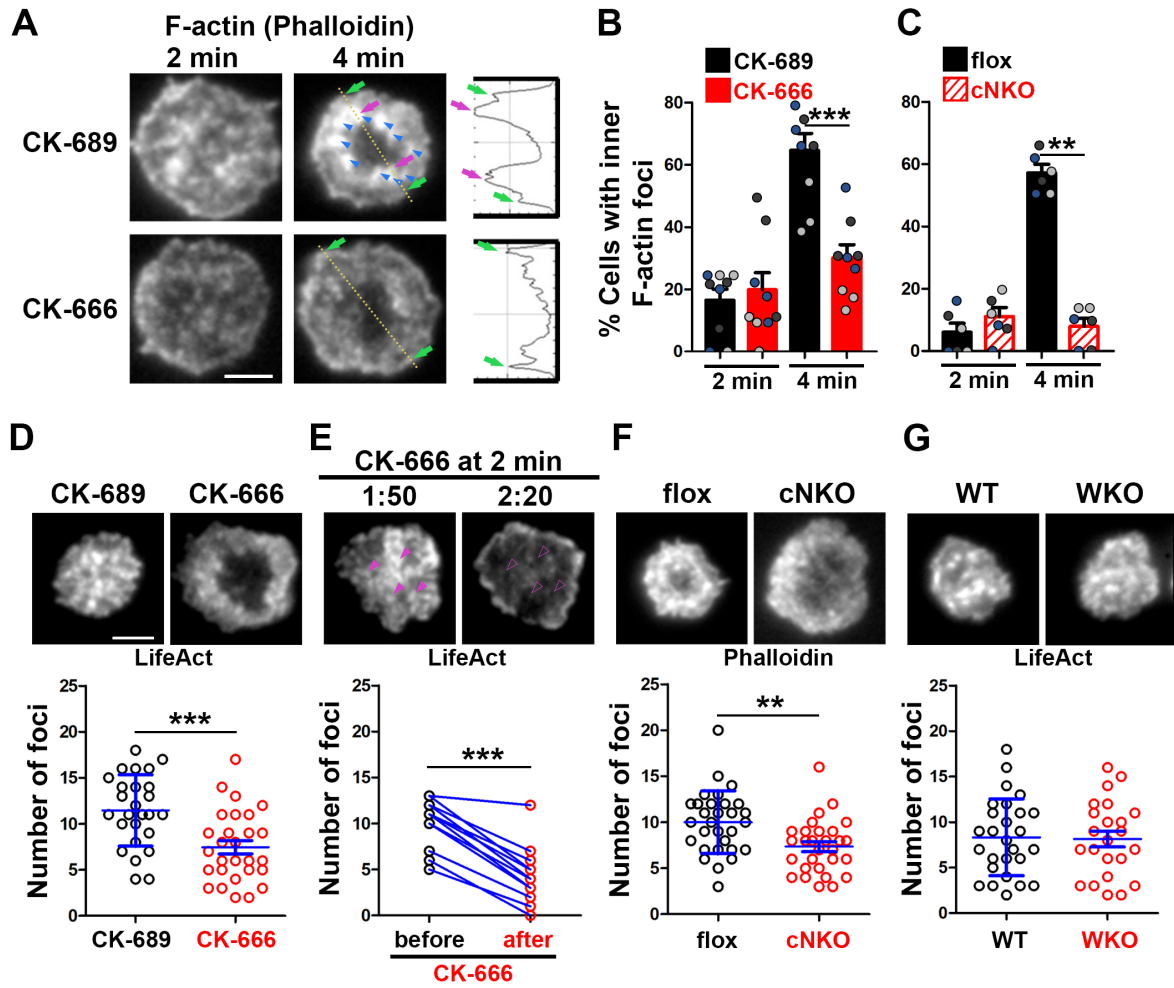 A
F-actin (Phalloidin)
2 min
4 min
CK-689
CK-666
B
CK-689
CK-666
% Cells with inner
F-actin foci
80
60
40
20
0
***
2 min
4 min
C
flox
cNKO
80
60
40
20
0
**
2 min
4 min
D
CK-689
CK-666
LifeAct
Number of foci
25
20
15
10
5
0
***
CK-689
CK-666
E
CK-666 at 2 min
1:50
2:20
LifeAct
Number of foci
25
20
15
10
5
0
***
before
after
CK-666
F
flox
cNKO
Phalloidin
Number of foci
25
20
15
10
5
0
**
flox
cNKO
G
WT
WKO
LifeAct
Number of foci
25
20
15
10
5
0
WT
WKO